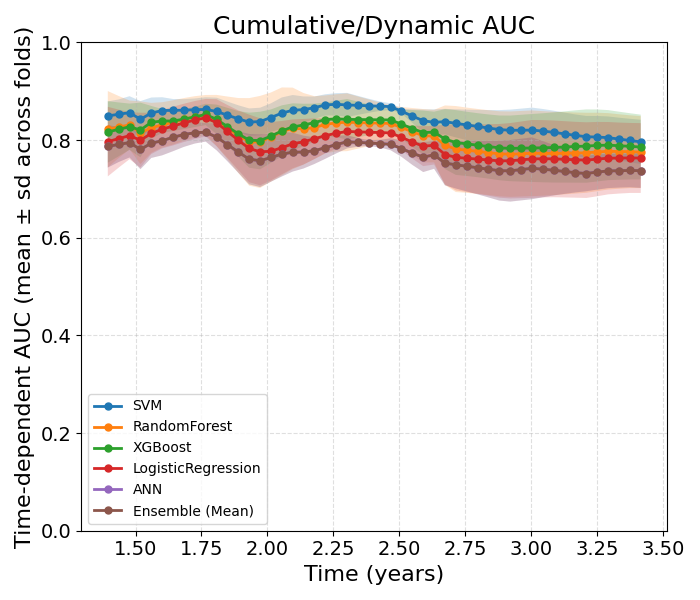 Cumulative/Dynamic AUC
Time-dependent AUC (mean ± sd across folds)
1.0
0.8
0.6
0.4
0.2
0.0
SVM
RandomForest
XGBoost
LogisticRegression
ANN
Ensemble (Mean)
1.50 1.75 2.00 2.25 2.50 2.75 3.00 3.25 3.50
Time (years)